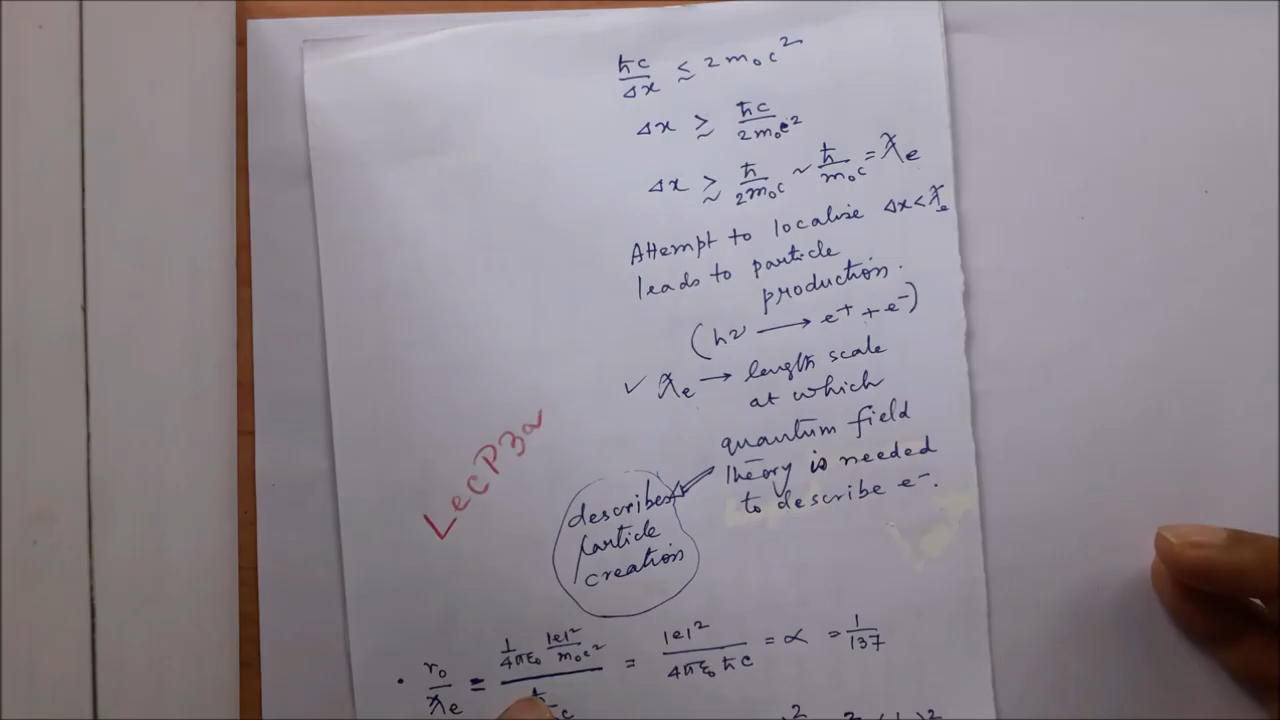 ħc/Δx ≲ 2m₀c²
Δx ≳ ħc/2m₀c²
Δx ≳ ħ/2m₀c ~ ħ/m₀c = ƛe
Attempt to localise Δx < ƛe
leads to particle
production.
(hν → e⁺ + e⁻)
✓ ƛe → length scale
at which
quantum field
theory is needed
to describe e⁻.
describes
particle
creation
LecP3a
• r₀/ƛe = (1/4πε₀ |e|²/m₀c²)/(ħ/ c) = |e|²/4πε₀ħc = α = 1/137